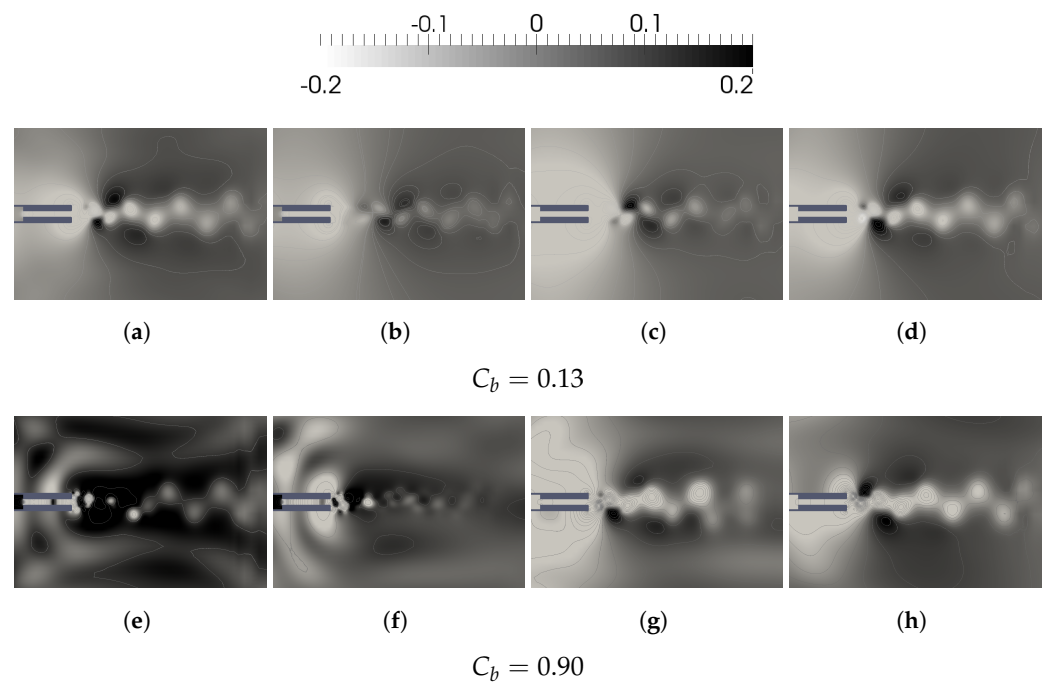 -0.1 0 0.1
-0.2 0.2
(a) (b) (c) (d)
C_b = 0.13
(e) (f) (g) (h)
C_b = 0.90